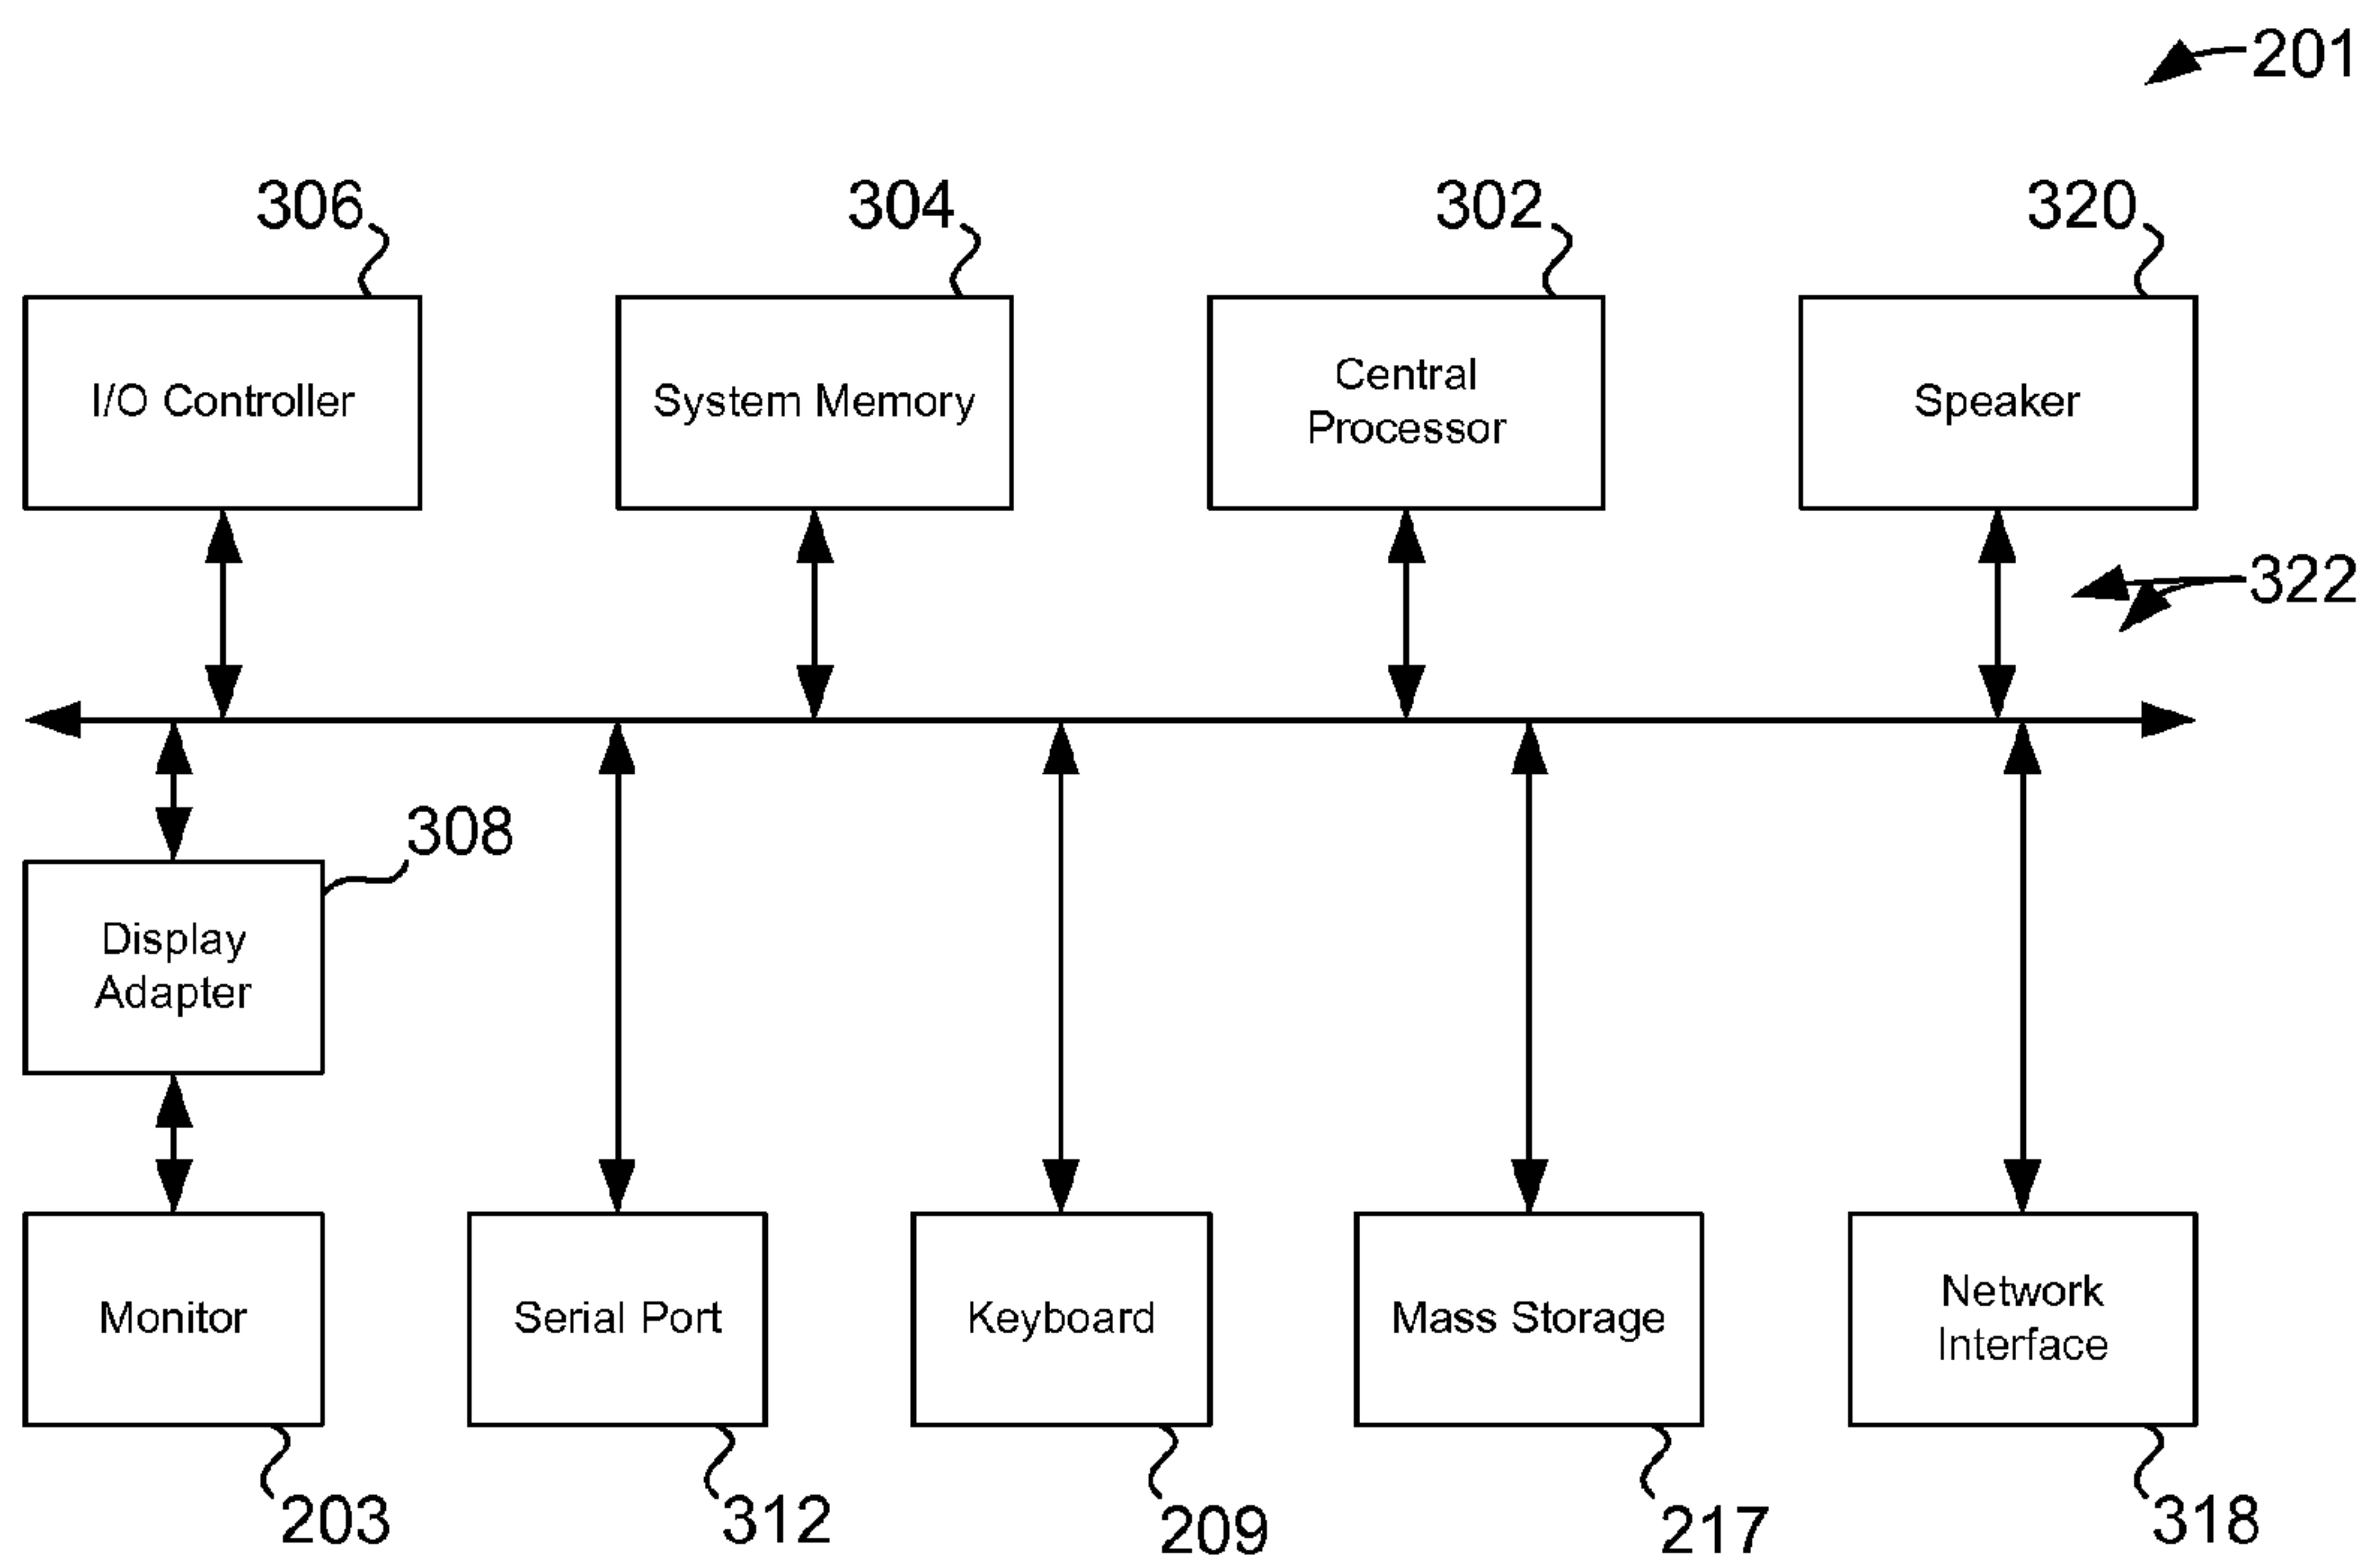 201
306
304
302
320
I/O Controller
System Memory
Central
Processor
Speaker
322
308
Display
Adapter
Monitor
Serial Port
Keyboard
Mass Storage
Network
Interface
203
312
209
217
318